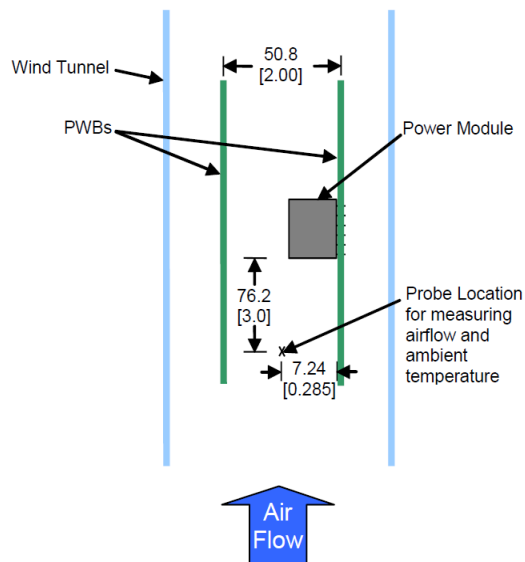 50.8
[2.00]
Wind Tunnel
PWBs
Power Module
76.2
[3.0]
Probe Location
for measuring
airflow and
ambient
temperature
x
7.24
[0.285]
Air
Flow